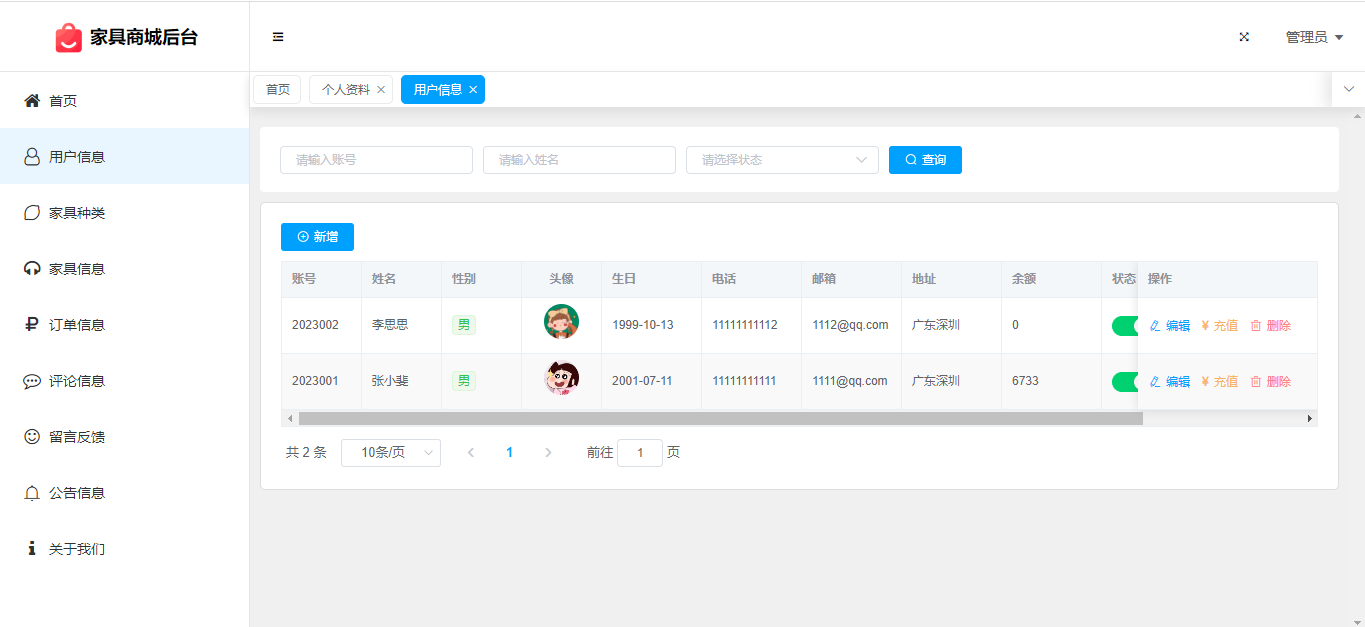 家具商城后台
管理员
首页 个人资料 用户信息
首页
用户信息
家具种类
家具信息
订单信息
评论信息
留言反馈
公告信息
关于我们
请输入账号 请输入姓名 请选择状态 查询
新增
账号 姓名 性别 头像 生日 电话 邮箱 地址 余额 状态 操作
2023002 李思思 男 1999-10-13 11111111112 1112@qq.com 广东深圳 0 编辑 ¥ 充值 删除
2023001 张小斐 男 2001-07-11 11111111111 1111@qq.com 广东深圳 6733 编辑 ¥ 充值 删除
共 2 条 10条/页 1 前往 1 页